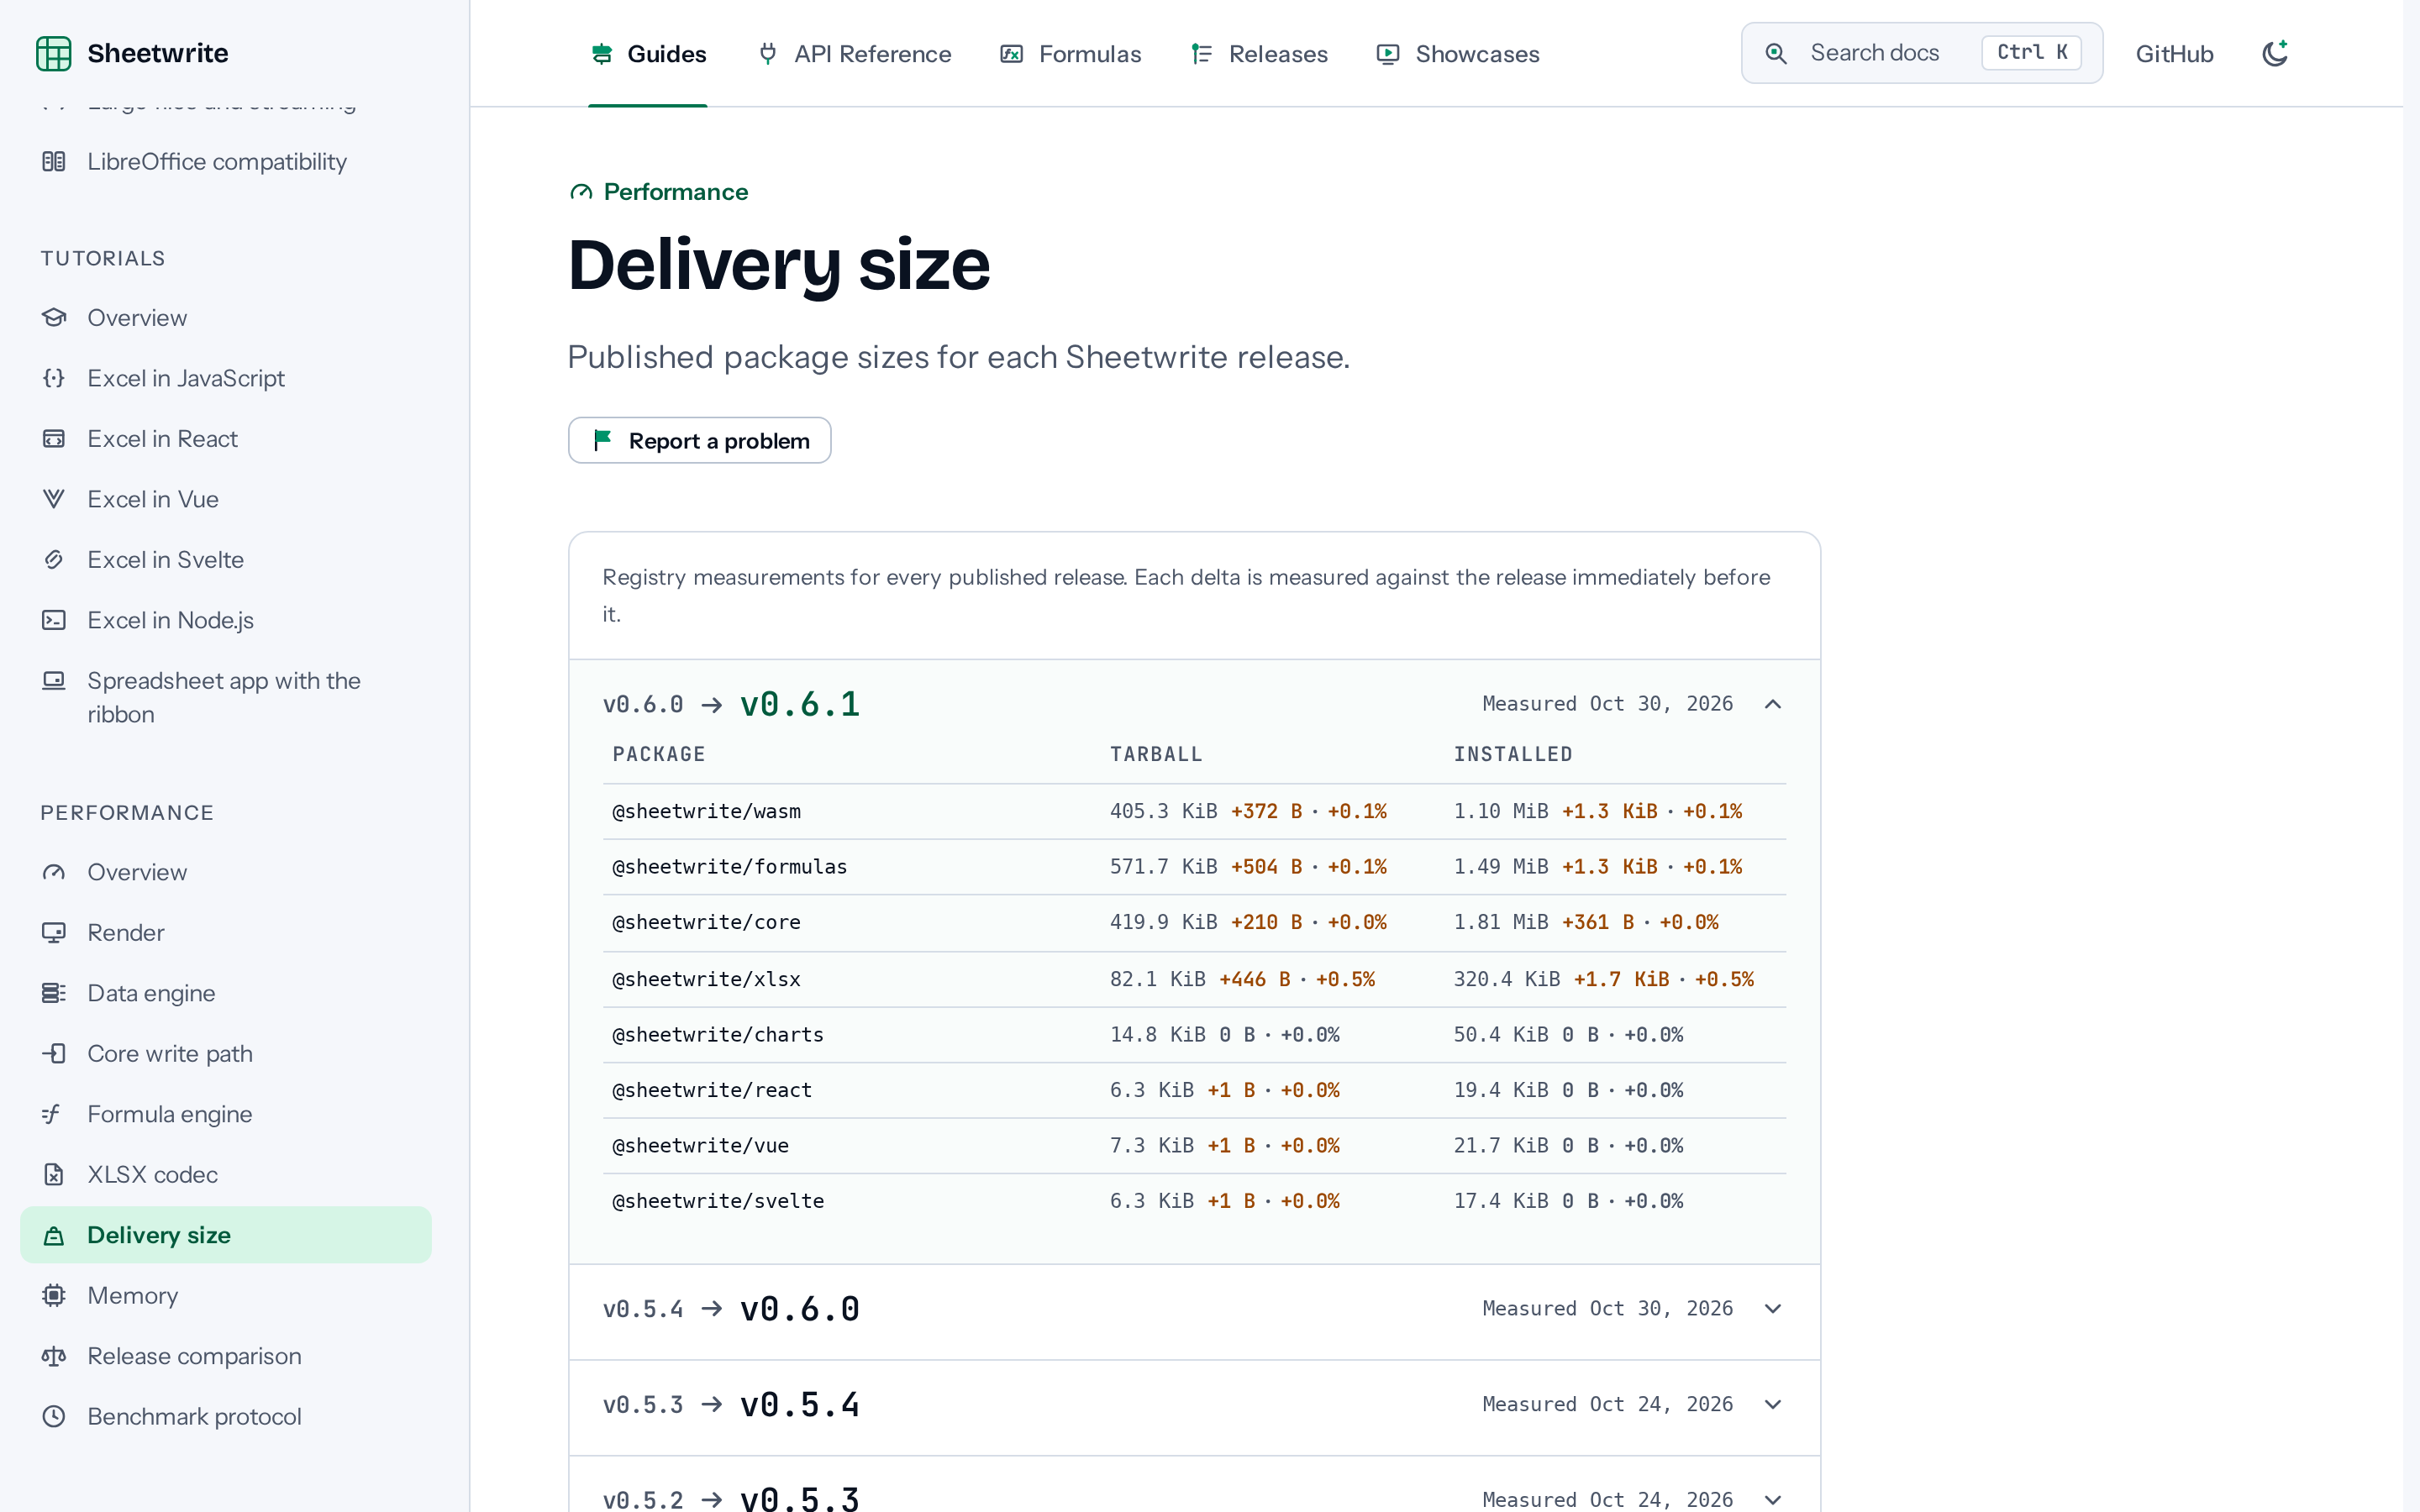 Sheetwrite
Guides
API Reference
Formulas
Releases
Showcases
Search docs
Ctrl K
GitHub
Large files and streaming
LibreOffice compatibility
TUTORIALS
Overview
Excel in JavaScript
Excel in React
Excel in Vue
Excel in Svelte
Excel in Node.js
Spreadsheet app with the
ribbon
PERFORMANCE
Overview
Render
Data engine
Core write path
Formula engine
XLSX codec
Delivery size
Memory
Release comparison
Benchmark protocol
Performance
Delivery size
Published package sizes for each Sheetwrite release.
Report a problem
Registry measurements for every published release. Each delta is measured against the release immediately before
it.
v0.6.0 → v0.6.1 Measured Oct 30, 2026
PACKAGE TARBALL INSTALLED
@sheetwrite/wasm 405.3 KiB +372 B · +0.1% 1.10 MiB +1.3 KiB · +0.1%
@sheetwrite/formulas 571.7 KiB +504 B · +0.1% 1.49 MiB +1.3 KiB · +0.1%
@sheetwrite/core 419.9 KiB +210 B · +0.0% 1.81 MiB +361 B · +0.0%
@sheetwrite/xlsx 82.1 KiB +446 B · +0.5% 320.4 KiB +1.7 KiB · +0.5%
@sheetwrite/charts 14.8 KiB 0 B · +0.0% 50.4 KiB 0 B · +0.0%
@sheetwrite/react 6.3 KiB +1 B · +0.0% 19.4 KiB 0 B · +0.0%
@sheetwrite/vue 7.3 KiB +1 B · +0.0% 21.7 KiB 0 B · +0.0%
@sheetwrite/svelte 6.3 KiB +1 B · +0.0% 17.4 KiB 0 B · +0.0%
v0.5.4 → v0.6.0 Measured Oct 30, 2026
v0.5.3 → v0.5.4 Measured Oct 24, 2026
v0.5.2 → v0.5.3 Measured Oct 24, 2026